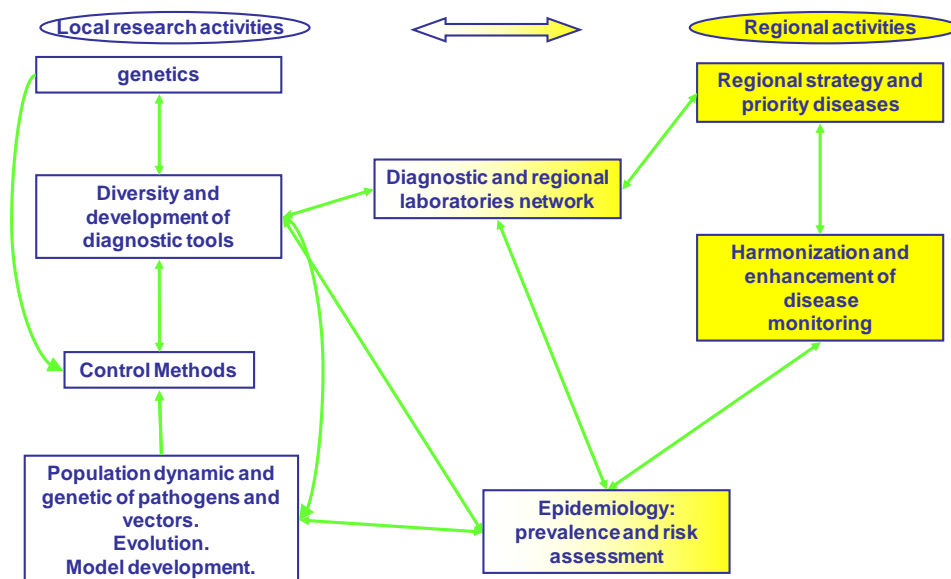 Local research activities
Regional activities
genetics
Regional strategy and
priority diseases
Diversity and
development of
diagnostic tools
Diagnostic and regional
laboratories network
Harmonization and
enhancement of
disease
monitoring
Control Methods
Population dynamic and
genetic of pathogens and
vectors.
Evolution.
Model development.
Epidemiology:
prevalence and risk
assessment